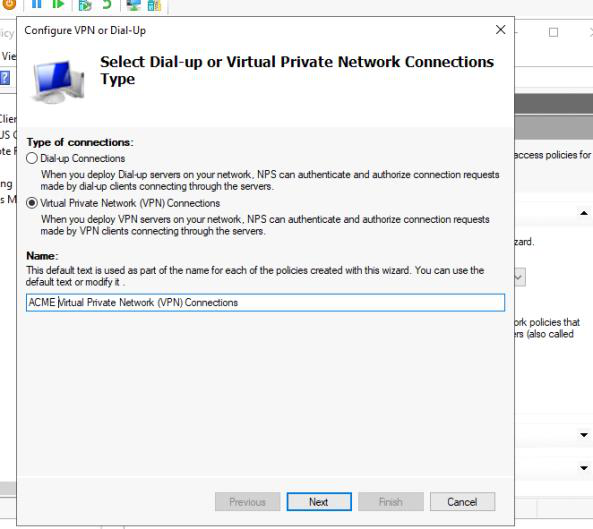 licy
Configure VPN or Dial-Up
Vie
Select Dial-up or Virtual Private Network Connections
Type
Type of connections:
Dial-up Connections
When you deploy Dial-up servers on your network, NPS can authenticate and authorize connection requests
made by dial-up clients connecting through the servers.
Virtual Private Network (VPN) Connections
When you deploy VPN servers on your network, NPS can authenticate and authorize connection requests
made by VPN clients connecting through the servers.
Name:
This default text is used as part of the name for each of the policies created with this wizard. You can use the
default text or modify it .
ACME Virtual Private Network (VPN) Connections
Previous
Next
Finish
Cancel
access policies for
zard.
ork policies that
ers (also called